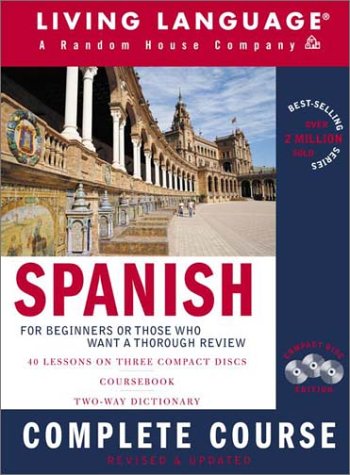 LIVING LANGUAGE®
A Random House Company
BEST-SELLING SERIES
OVER
2 MILLION
SOLD
SPANISH
FOR BEGINNERS OR THOSE WHO
WANT A THOROUGH REVIEW
40 LESSONS ON THREE COMPACT DISCS
COURSEBOOK
TWO-WAY DICTIONARY
COMPACT DISC
EDITION
COMPLETE COURSE
REVISED & UPDATED